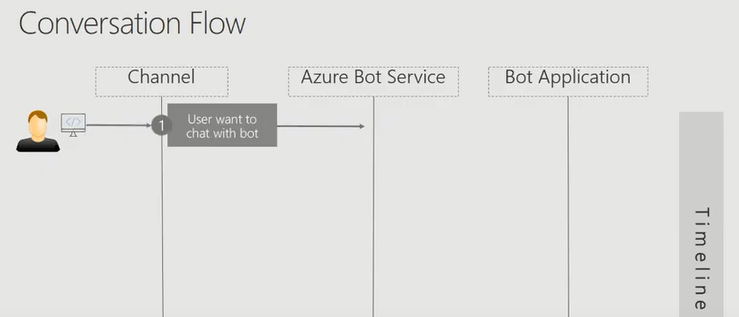 Conversation Flow
Channel
Azure Bot Service
Bot Application
</>
1
User want to
chat with bot
Timeline